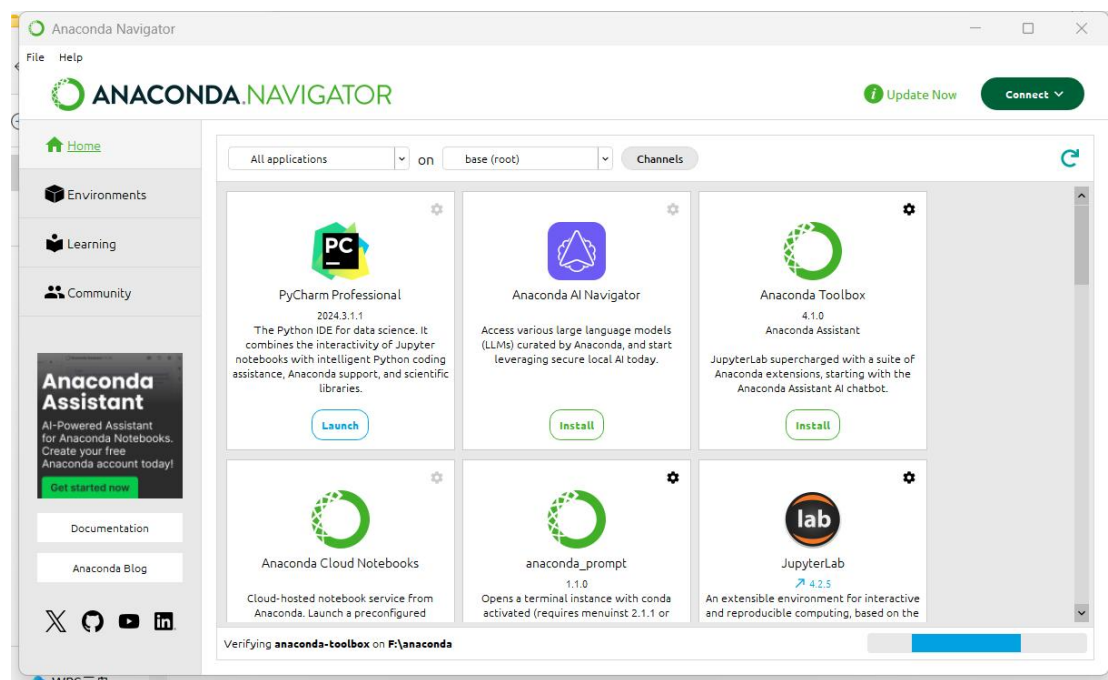 Anaconda Navigator
File Help
ANACONDA.NAVIGATOR
i Update Now
Connect
Home
All applications
on
base (root)
Channels
Environments
Learning
Community
PC
PyCharm Professional
2024.3.1.1
The Python IDE for data science. It
combines the interactivity of Jupyter
notebooks with intelligent Python coding
assistance, Anaconda support, and scientific
libraries.
Launch
Anaconda AI Navigator
Access various large language models
(LLMs) curated by Anaconda, and start
leveraging secure local AI today.
Install
Anaconda Toolbox
4.1.0
Anaconda Assistant
JupyterLab supercharged with a suite of
Anaconda extensions, starting with the
Anaconda Assistant AI chatbot.
Install
Anaconda
Assistant
AI-Powered Assistant
for Anaconda Notebooks.
Create your free
Anaconda account today!
Get started now
Documentation
Anaconda Blog
Anaconda Cloud Notebooks
Cloud-hosted notebook service from
Anaconda. Launch a preconfigured
anaconda_prompt
1.1.0
Opens a terminal instance with conda
activated (requires menuinst 2.1.1 or
lab
JupyterLab
4.2.5
An extensible environment for interactive
and reproducible computing, based on the
in
Verifying anaconda-toolbox on F:\anaconda